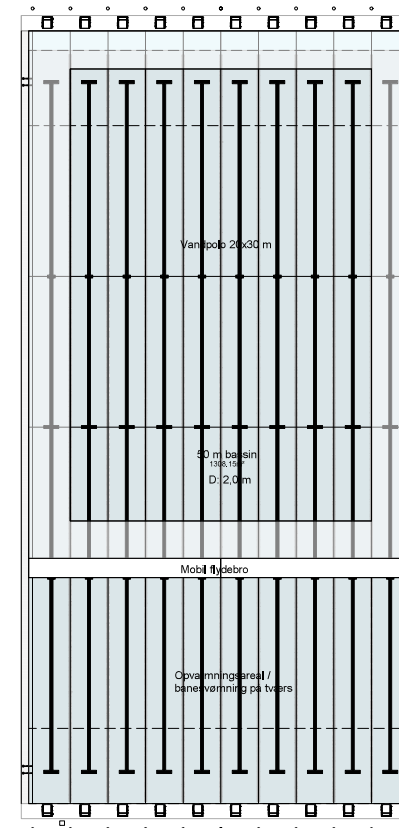 Vandpolo 20x30 m
50 m bassin
D: 2,0 m
Mobil flydebro
Opvarmningsareal /
banesvømning på tværs